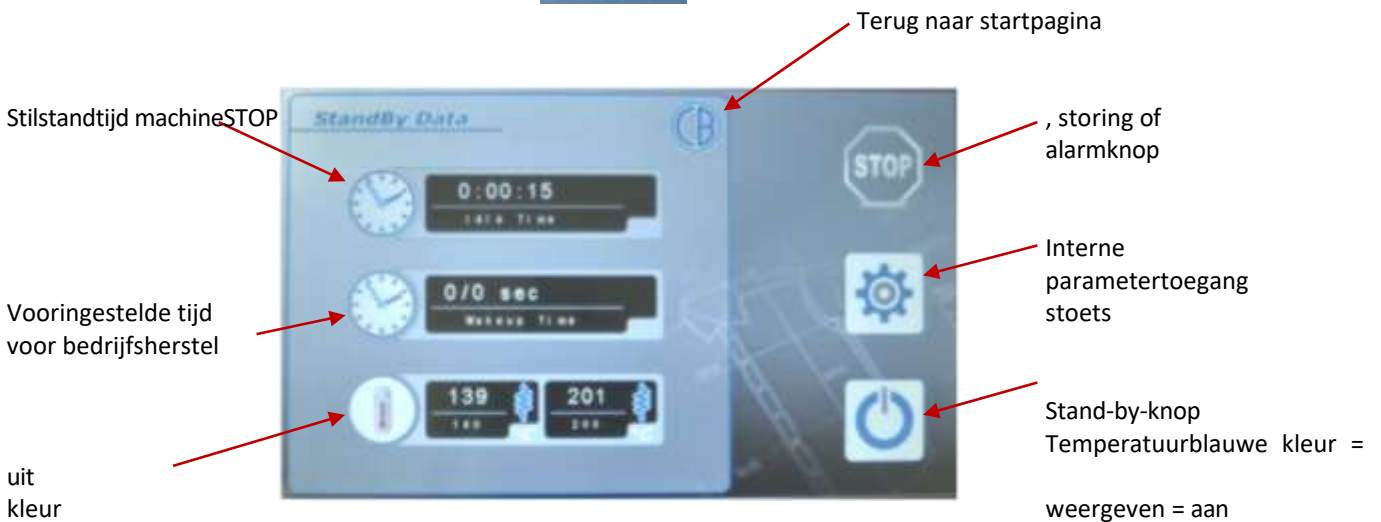 Terug naar startpagina
Stilstandtijd machineSTOP
, storing of
alarmknop
StandBy Data
CB
STOP
0:00:15
Idle Time
Interne
parametertoegang
stoets
0/0 sec
Wakeup Time
Vooringestelde tijd
voor bedrijfsherstel
139
201
Stand-by-knop
Temperatuurblauwe kleur =
uit
kleur
weergeven = aan